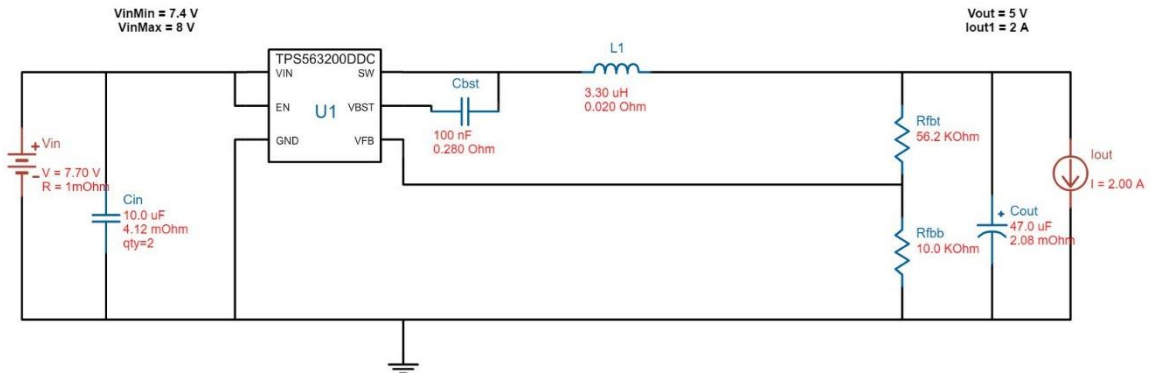 VinMin = 7.4 V
VinMax = 8 V
Vout = 5 V
Iout1 = 2 A
TPS563200DDC
VIN
SW
EN
U1
VBST
GND
VFB
Cbst
100 nF
0.280 Ohm
L1
3.30 uH
0.020 Ohm
+ Vin
V = 7.70 V
R = 1mOhm
Cin
10.0 uF
4.12 mOhm
qty=2
Rfbt
56.2 KOhm
Rfbb
10.0 KOhm
+ Cout
47.0 uF
2.08 mOhm
Iout
I = 2.00 A